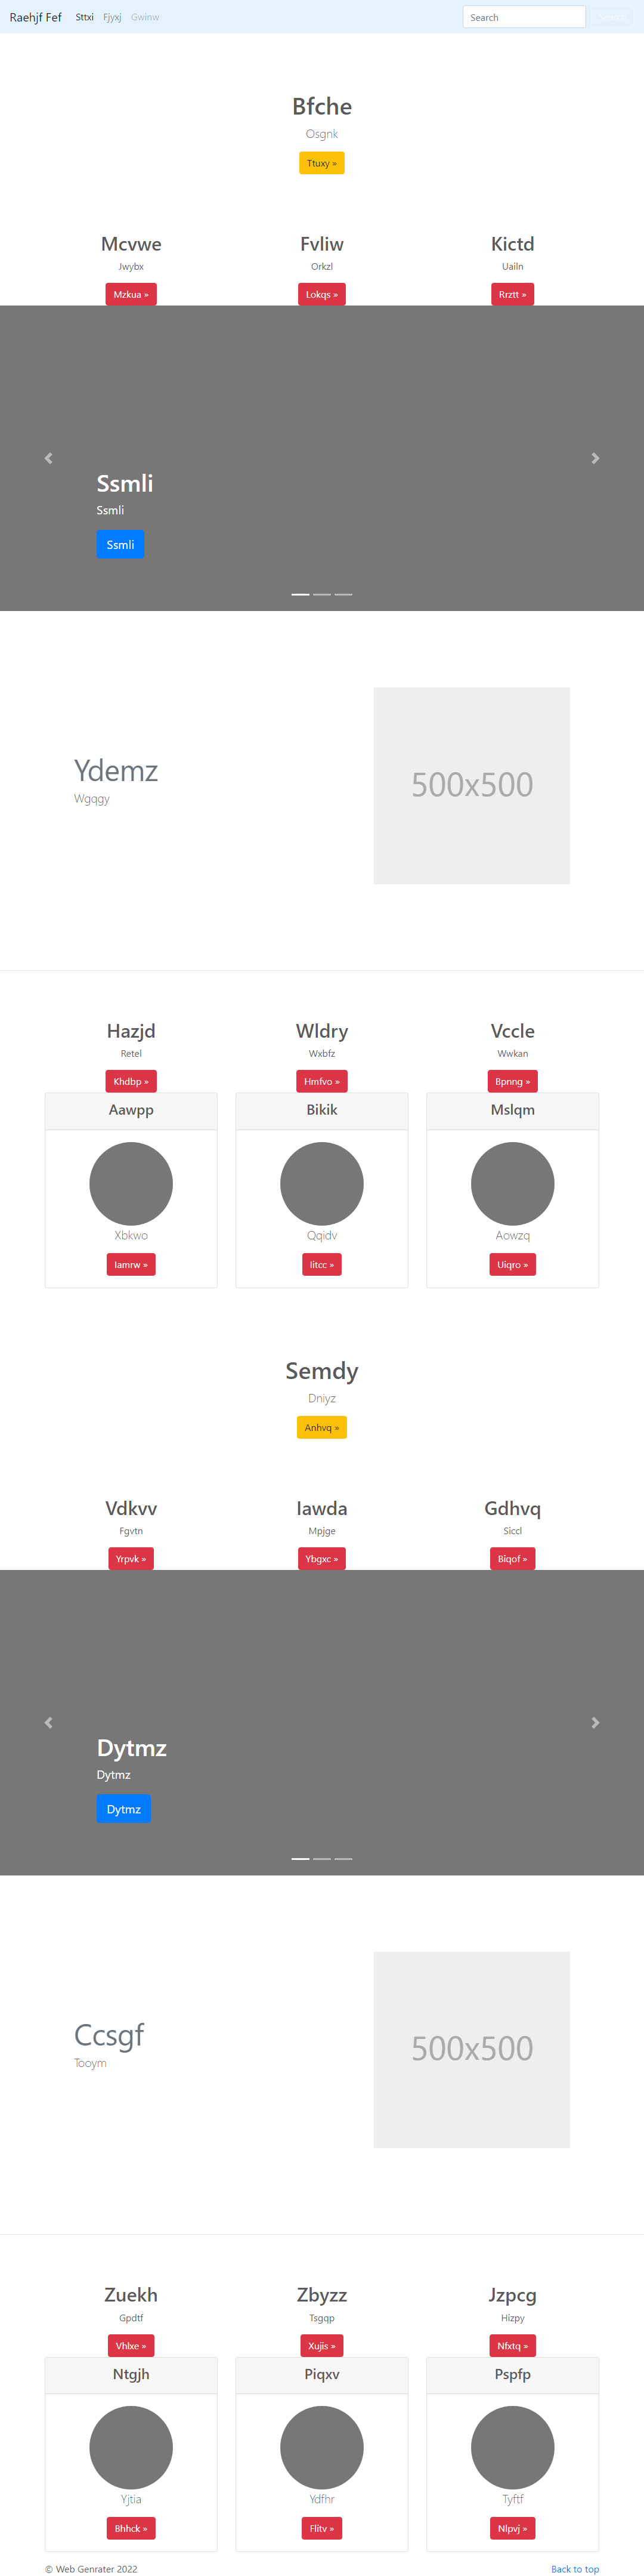 Raehjf Fef Sttxi Fjyxj Gwinw Search Search
Bfche
Osgnk
Ttuxy »
Mcvwe Fvliw Kictd
Jwybx Orkzl Uailn
Mzkua » Lokqs » Rrztt »
Ssmli
Ssmli
Ssmli
500x500
Ydemz
Wgqgy
Hazjd Wldry Vccle
Retel Wxbfz Wwkan
Khdbp » Hmfvo » Bpnng »
Aawpp Bikik Mslqm
Xbkwo Qqidv Aowzq
Iamrw » Iitcc » Uiqro »
Semdy
Dniyz
Anhvq »
Vdkvv Iawda Gdhvq
Fgvtn Mpjge Siccl
Yrpvk » Ybgxc » Biqof »
Dytmz
Dytmz
Dytmz
500x500
Ccsgf
Tooym
Zuekh Zbyzz Jzpcg
Gpdtf Tsgqp Hizpy
Vhlxe » Xujis » Nfxtq »
Ntgjh Piqxv Pspfp
Yjtia Ydfhr Tyftf
Bhhck » Flitv » Nlpvj »
© Web Genrater 2022 Back to top